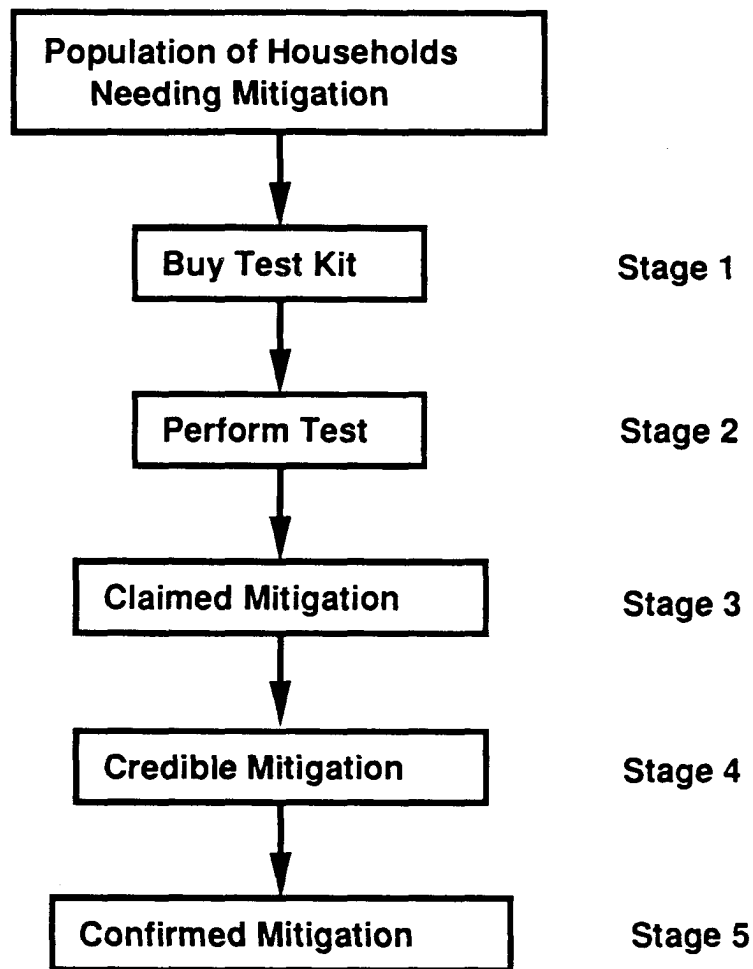 Population of Households
Needing Mitigation
Buy Test Kit
Stage 1
Perform Test
Stage 2
Claimed Mitigation
Stage 3
Credible Mitigation
Stage 4
Confirmed Mitigation
Stage 5